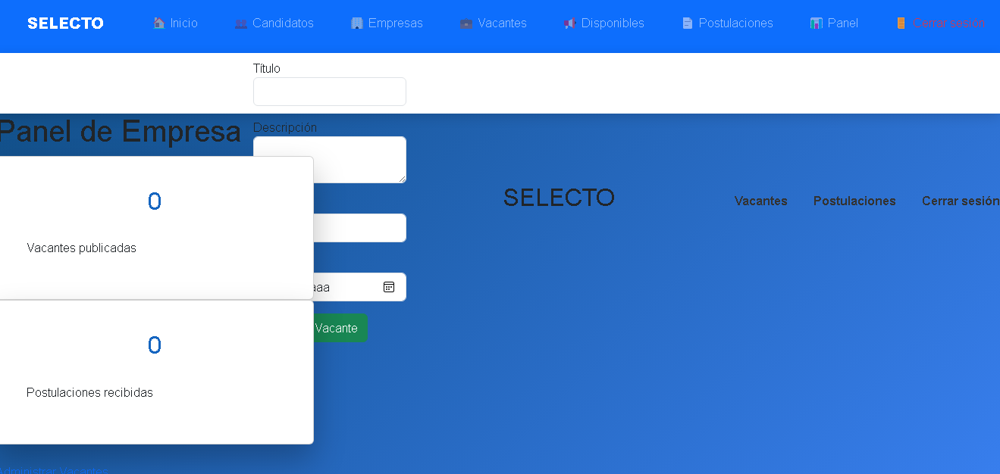 SELECTO Inicio Candidatos Empresas Vacantes Disponibles Postulaciones Panel Cerrar sesión
Título
Panel de Empresa
Descripción
0
Vacantes publicadas
SELECTO
Vacantes Postulaciones Cerrar sesión
aaa
Vacante
0
Postulaciones recibidas
Administrar Vacantes